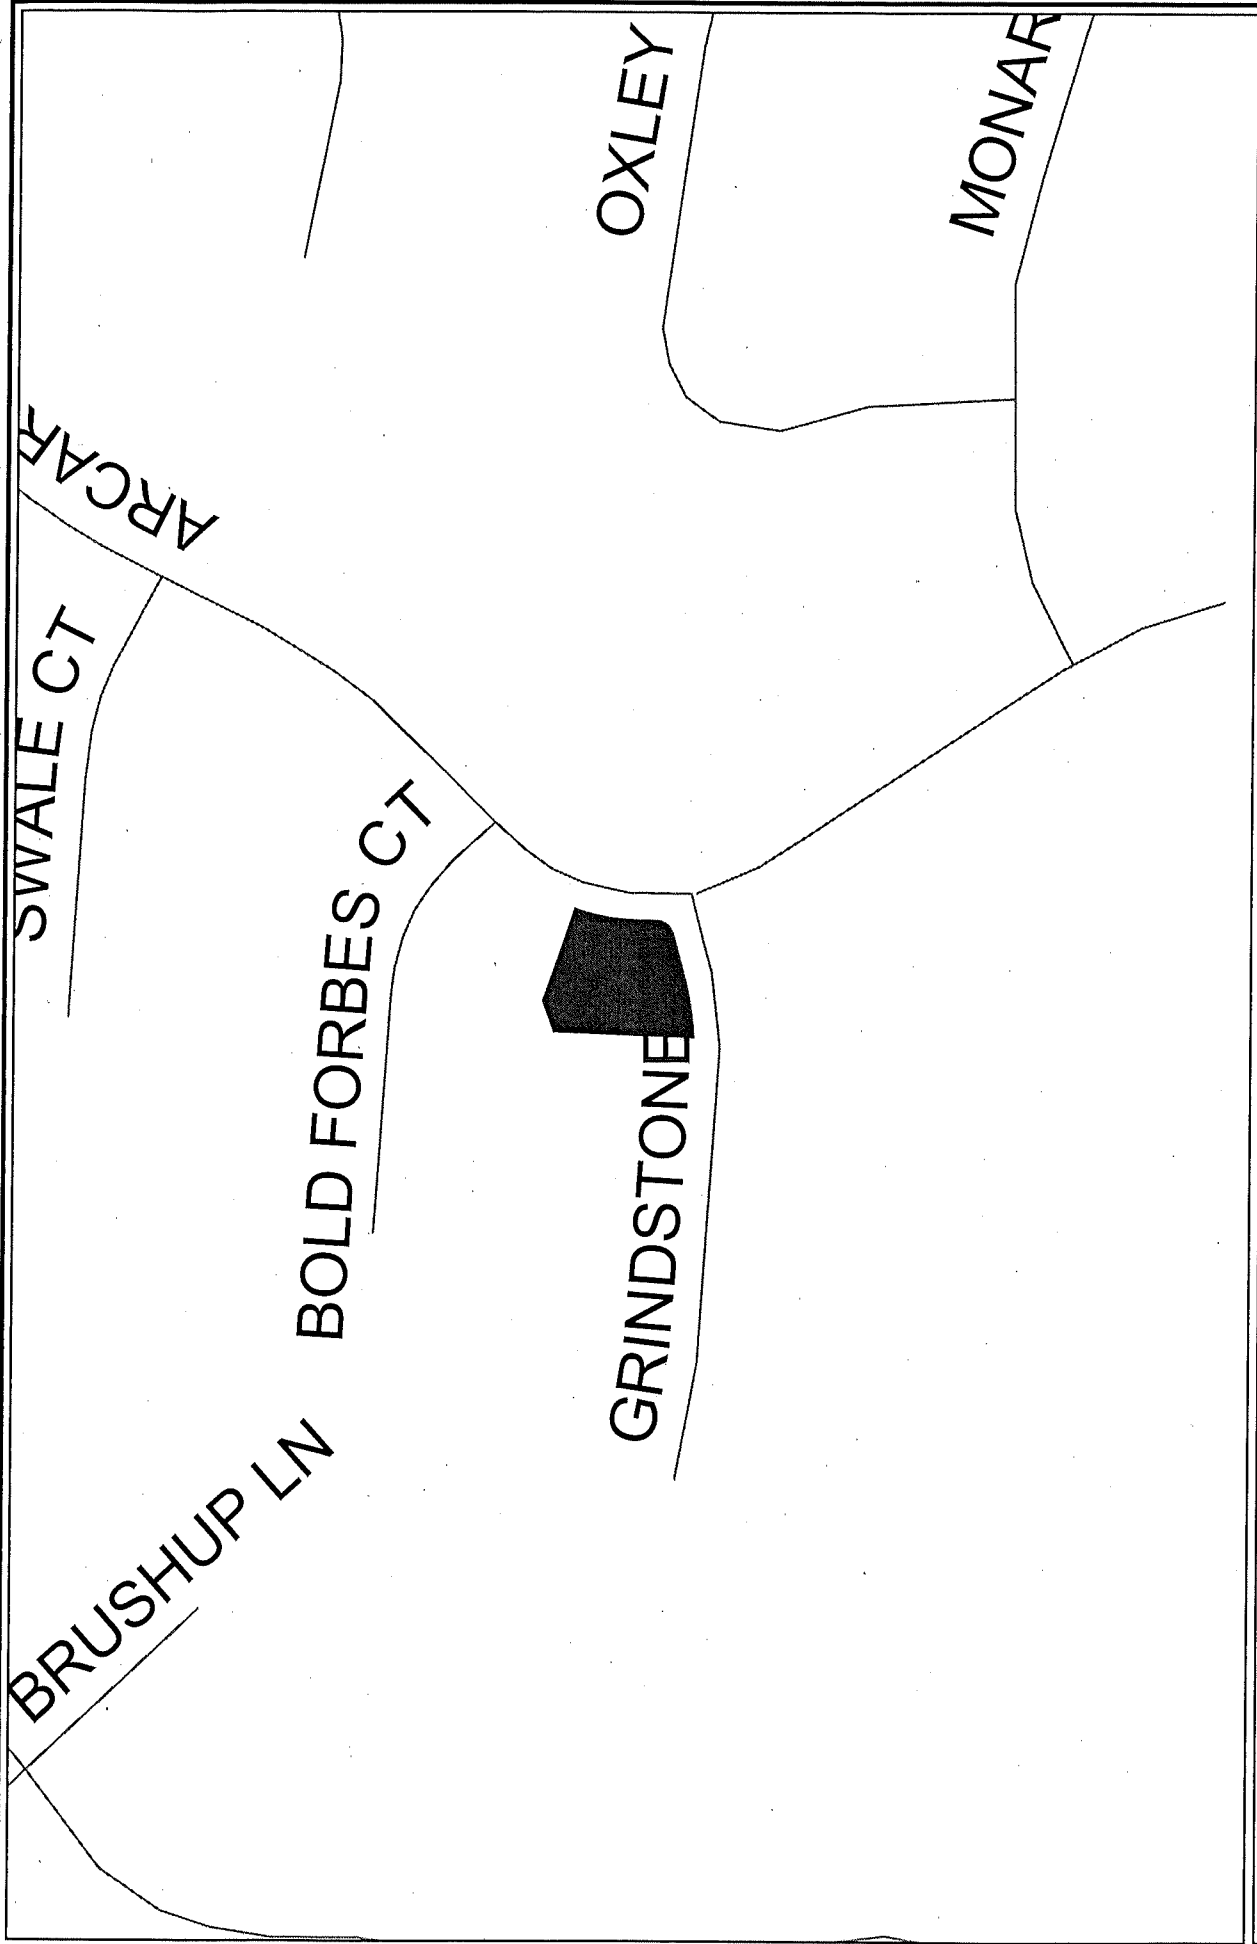 OXLEY
MONAR
ARCAR
SWALE CT
BOLD FORBES CT
GRINDSTONE
BRUSHUP LN